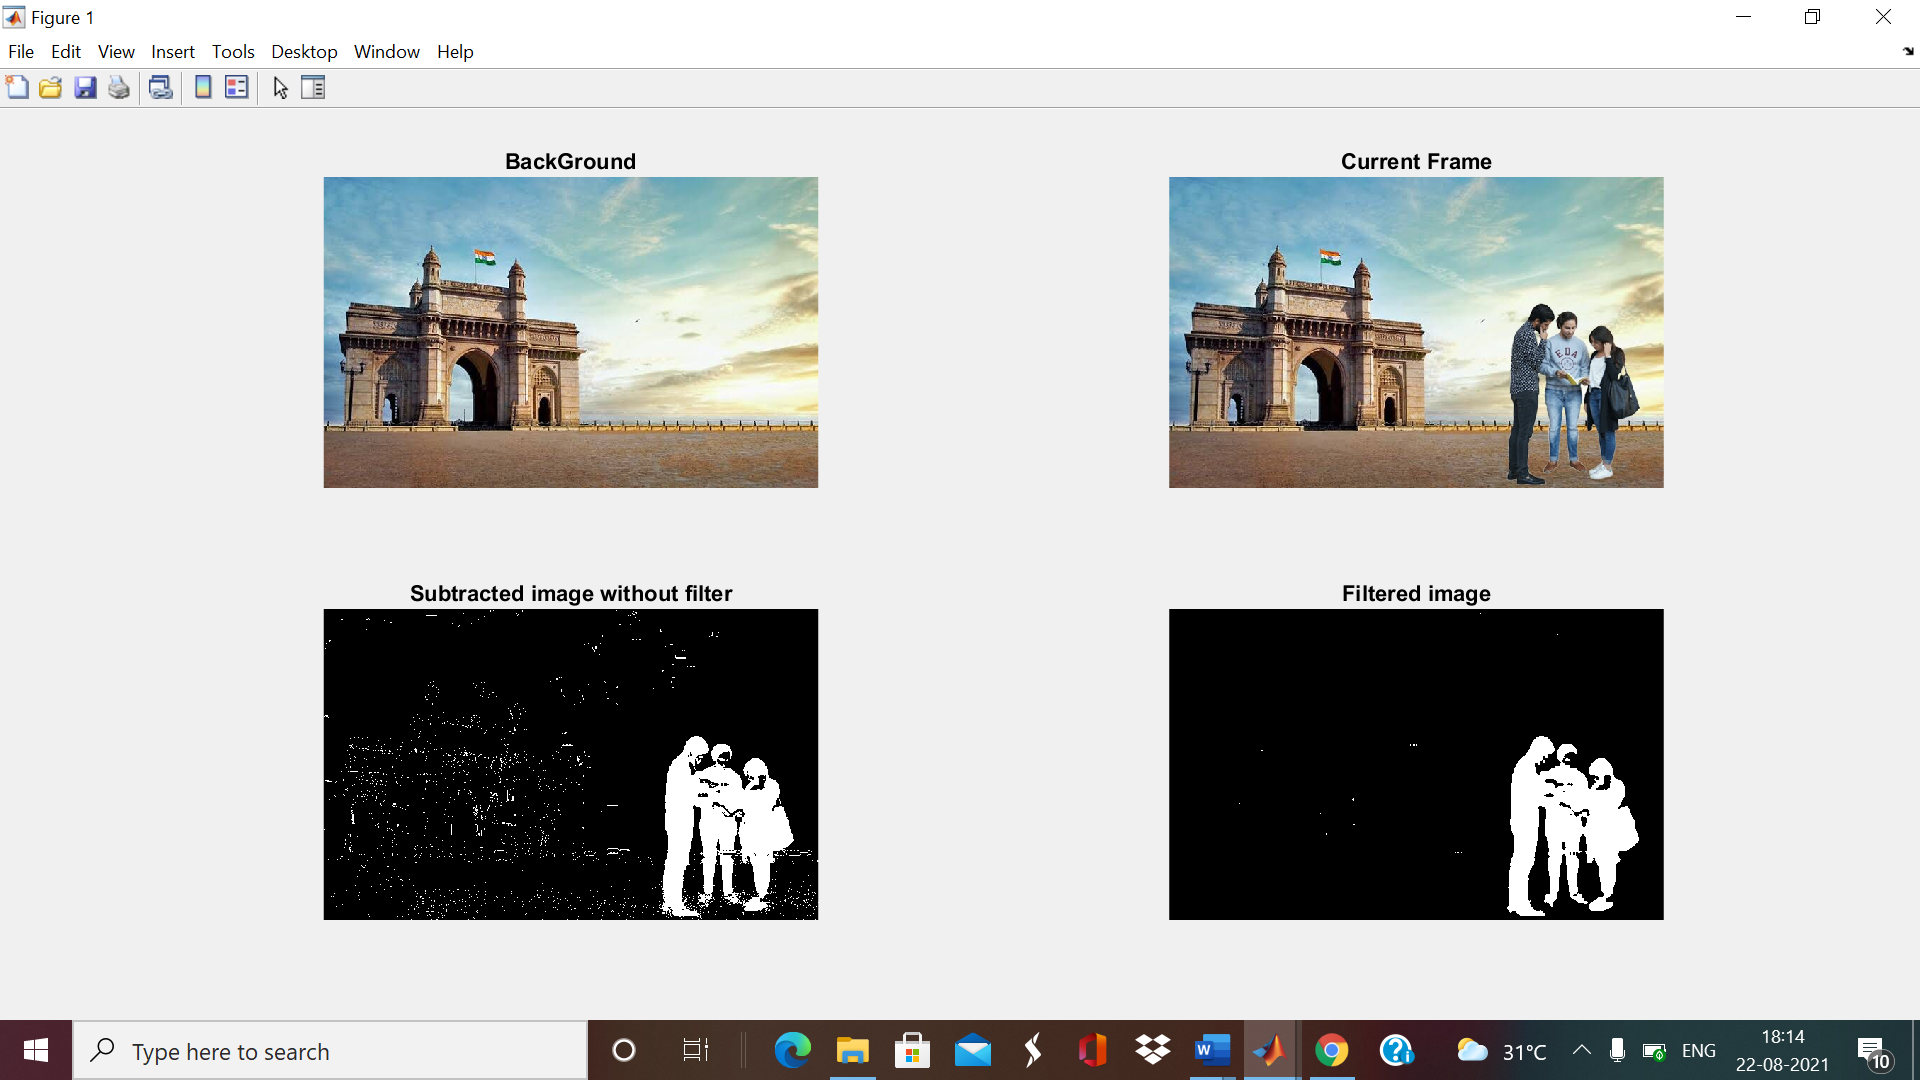 Figure 1
File Edit View Insert Tools Desktop Window Help
BackGround
Current Frame
EDA
Subtracted image without filter
Filtered image
Type here to search
W
31°C
ENG
18:14
22-08-2021
10